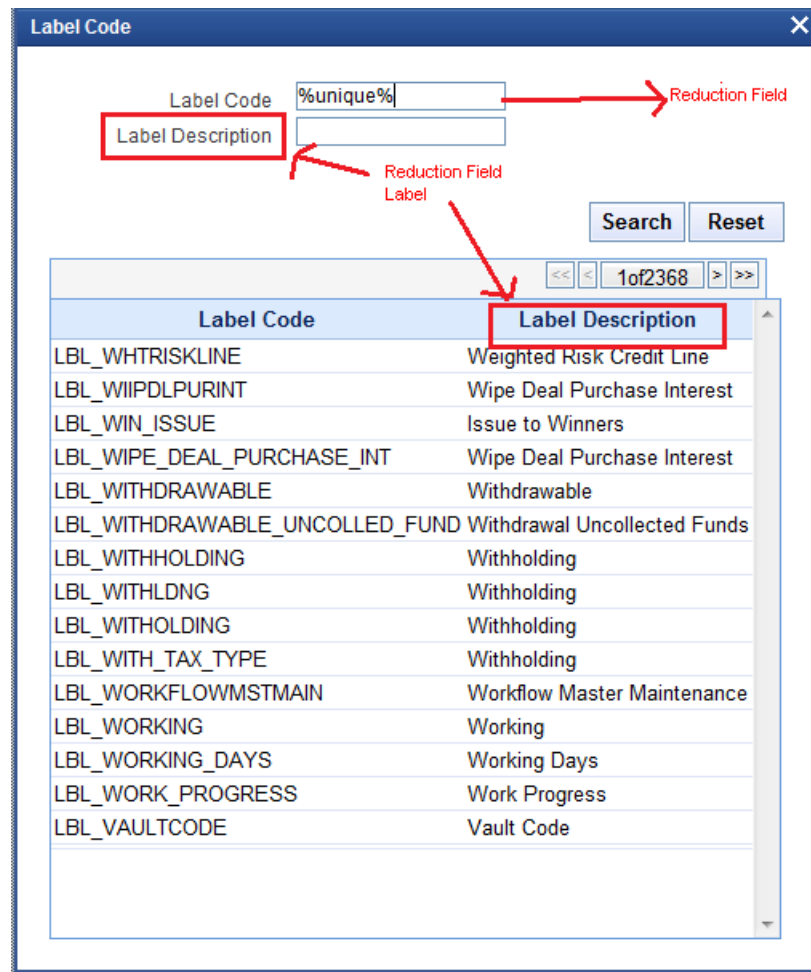 Label Code
Label Code %unique% Reduction Field
Label Description
Reduction Field
Label
Search Reset
<< < 1of2368 > >>
Label Code Label Description
LBL_WHTRISKLINE Weighted Risk Credit Line
LBL_WIIPDLPURINT Wipe Deal Purchase Interest
LBL_WIN_ISSUE Issue to Winners
LBL_WIPE_DEAL_PURCHASE_INT Wipe Deal Purchase Interest
LBL_WITHDRAWABLE Withdrawable
LBL_WITHDRAWABLE_UNCOLLED_FUND Withdrawal Uncollected Funds
LBL_WITHHOLDING Withholding
LBL_WITHLDNG Withholding
LBL_WITHOLDING Withholding
LBL_WITH_TAX_TYPE Withholding
LBL_WORKFLOWMSTMAIN Workflow Master Maintenance
LBL_WORKING Working
LBL_WORKING_DAYS Working Days
LBL_WORK_PROGRESS Work Progress
LBL_VAULTCODE Vault Code